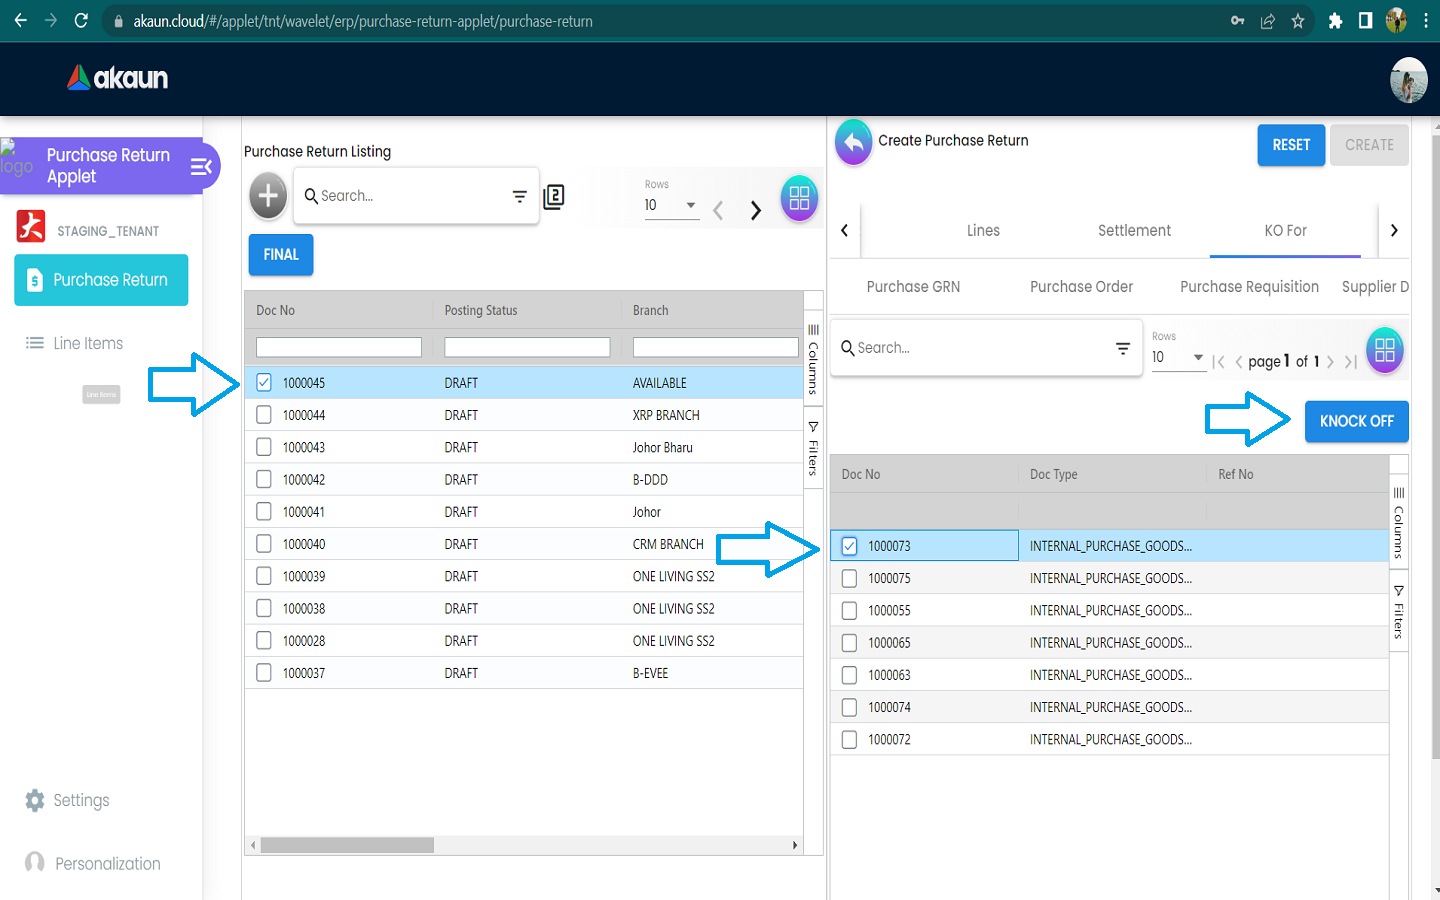 akaun.cloud/#/applet/tnt/wavelet/erp/purchase-return-applet/purchase-return
akaun
logo
Purchase Return
Applet
STAGING_TENANT
Purchase Return
Line Items
Line Items
Settings
Personalization
Purchase Return Listing
Search...
2
Rows
10
FINAL
Doc No Posting Status Branch
1000045 DRAFT AVAILABLE
1000044 DRAFT XRP BRANCH
1000043 DRAFT Johor Bharu
1000042 DRAFT B-DDD
1000041 DRAFT Johor
1000040 DRAFT CRM BRANCH
1000039 DRAFT ONE LIVING SS2
1000038 DRAFT ONE LIVING SS2
1000028 DRAFT ONE LIVING SS2
1000037 DRAFT B-EVEE
Columns
Filters
Create Purchase Return
RESET
CREATE
Lines Settlement KO For
Purchase GRN Purchase Order Purchase Requisition Supplier D
Search...
Rows
10
page 1 of 1
KNOCK OFF
Doc No Doc Type Ref No
1000073 INTERNAL_PURCHASE_GOODS...
1000075 INTERNAL_PURCHASE_GOODS...
1000055 INTERNAL_PURCHASE_GOODS...
1000065 INTERNAL_PURCHASE_GOODS...
1000063 INTERNAL_PURCHASE_GOODS...
1000074 INTERNAL_PURCHASE_GOODS...
1000072 INTERNAL_PURCHASE_GOODS...
Columns
Filters